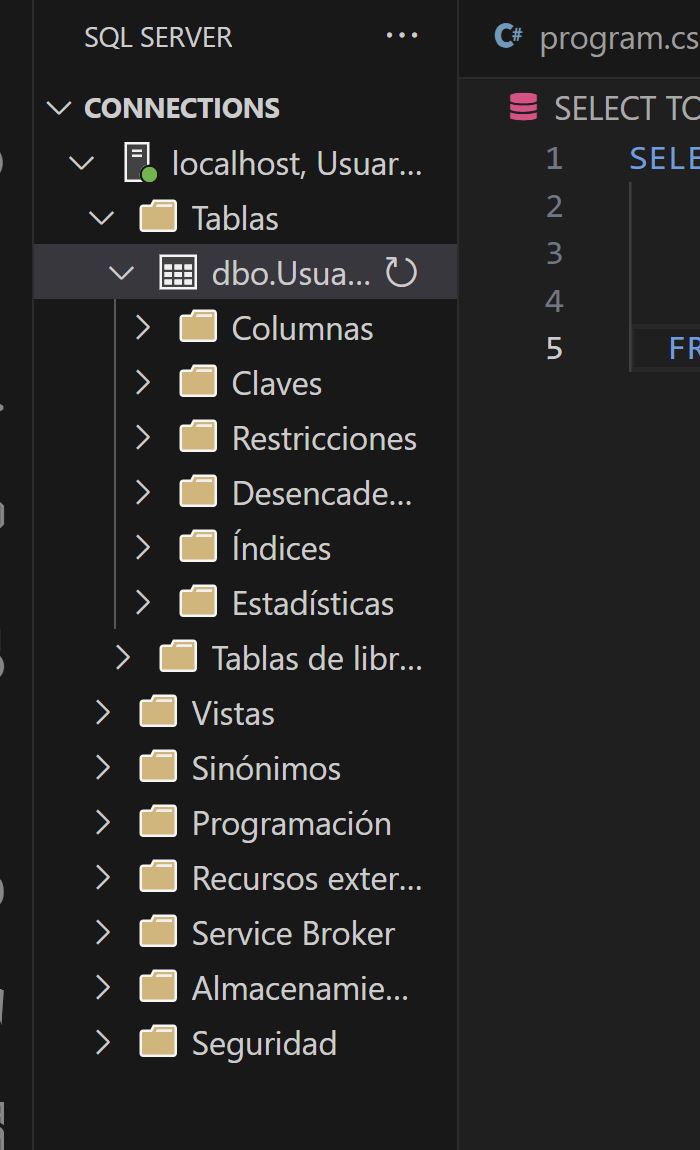 SQL SERVER ...
CONNECTIONS
localhost, Usuar...
Tablas
dbo.Usua...
Columnas
Claves
Restricciones
Desencade...
Índices
Estadísticas
Tablas de libr...
Vistas
Sinónimos
Programación
Recursos exter...
Service Broker
Almacenamie...
Seguridad
C# program.cs
SELECT TO
1 SELE
2
3
4
5 FR